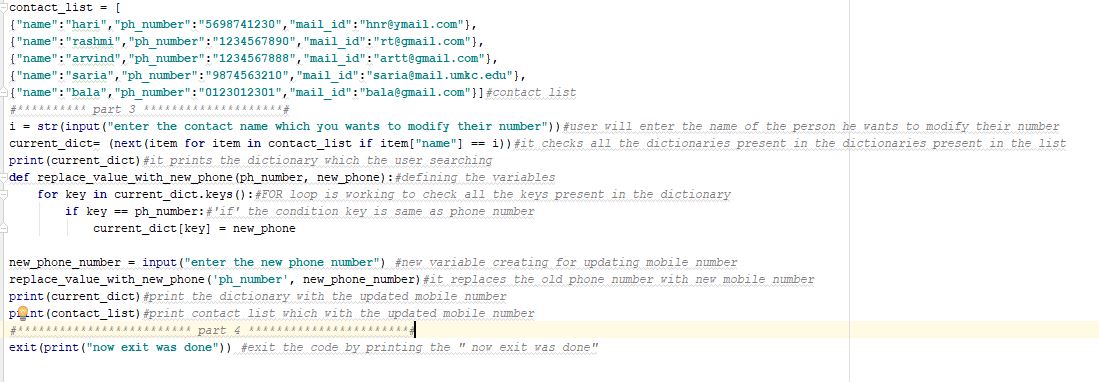 contact_list = [
{"name":"hari","ph_number":"5698741230","mail_id":"hnr@ymail.com"},
{"name":"rashmi","ph_number":"1234567890","mail_id":"rt@gmail.com"},
{"name":"arvind","ph_number":"1234567888","mail_id":"artt@gmail.com"},
{"name":"saria","ph_number":"9874563210","mail_id":"saria@mail.umkc.edu"},
{"name":"bala","ph_number":"0123012301","mail_id":"bala@gmail.com"}]#contact list
#********** part 3 ********************#
i = str(input("enter the contact name which you wants to modify their number"))#user will enter the name of the person he wants to modify their number
current_dict= (next(item for item in contact_list if item["name"] == i))#it checks all the dictionaries present in the dictionaries present in the list
print(current_dict)#it prints the dictionary which the user searching
def replace_value_with_new_phone(ph_number, new_phone):#defining the variables
    for key in current_dict.keys():#FOR loop is working to check all the keys present in the dictionary
        if key == ph_number:#'if' the condition key is same as phone number
            current_dict[key] = new_phone
new_phone_number = input("enter the new phone number") #new variable creating for updating mobile number
replace_value_with_new_phone('ph_number', new_phone_number)#it replaces the old phone number with new mobile number
print(current_dict)#print the dictionary with the updated mobile number
print(contact_list)#print contact list which with the updated mobile number
#************************* part 4 ***********************#
exit(print("now exit was done")) #exit the code by printing the " now exit was done"